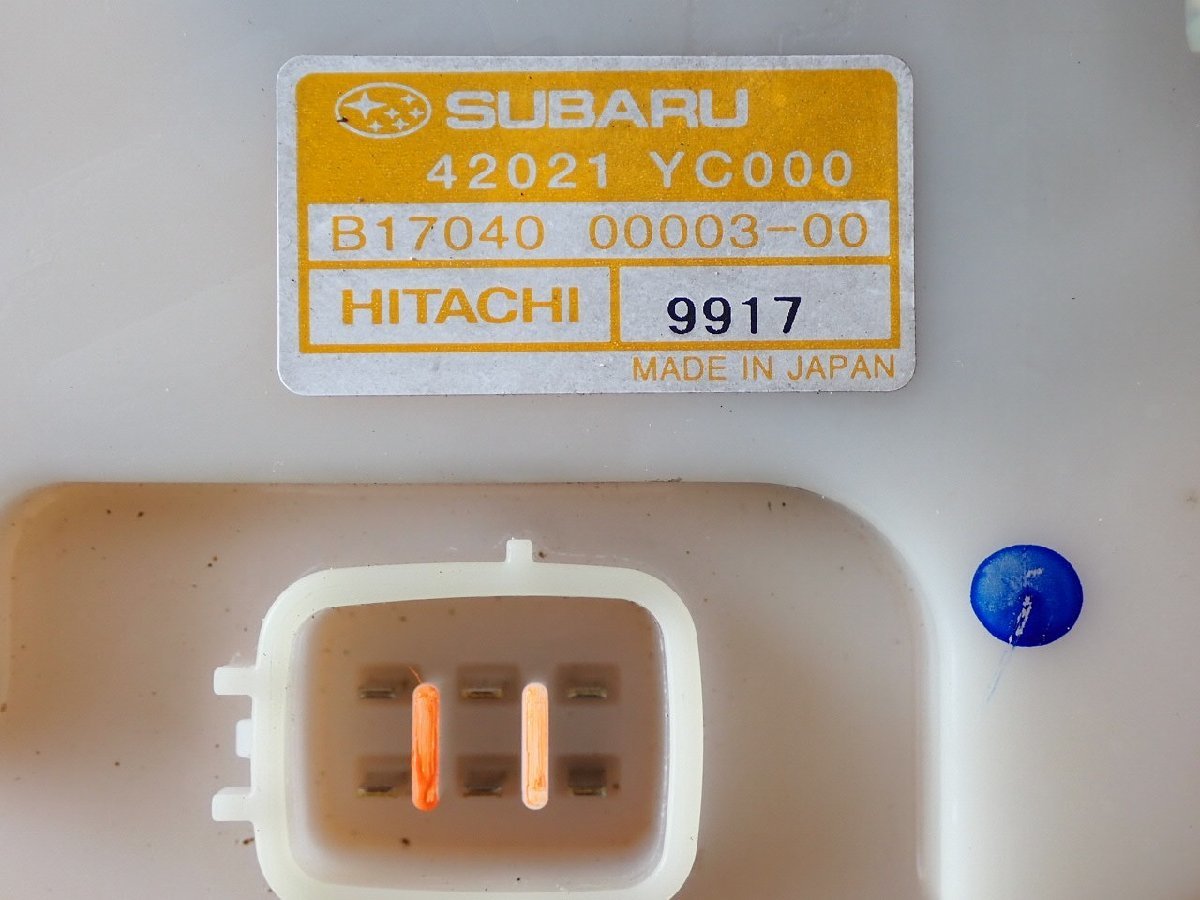 SUBARU
42021 YC000
B17040 00003-00
HITACHI
9917
MADE IN JAPAN